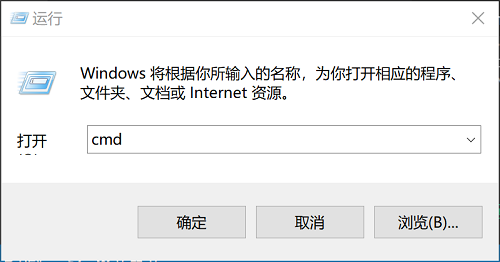 运行
Windows 将根据你所输入的名称，为你打开相应的程序、
文件夹、文档或 Internet 资源。
打开
cmd
确定
取消
浏览(B)...